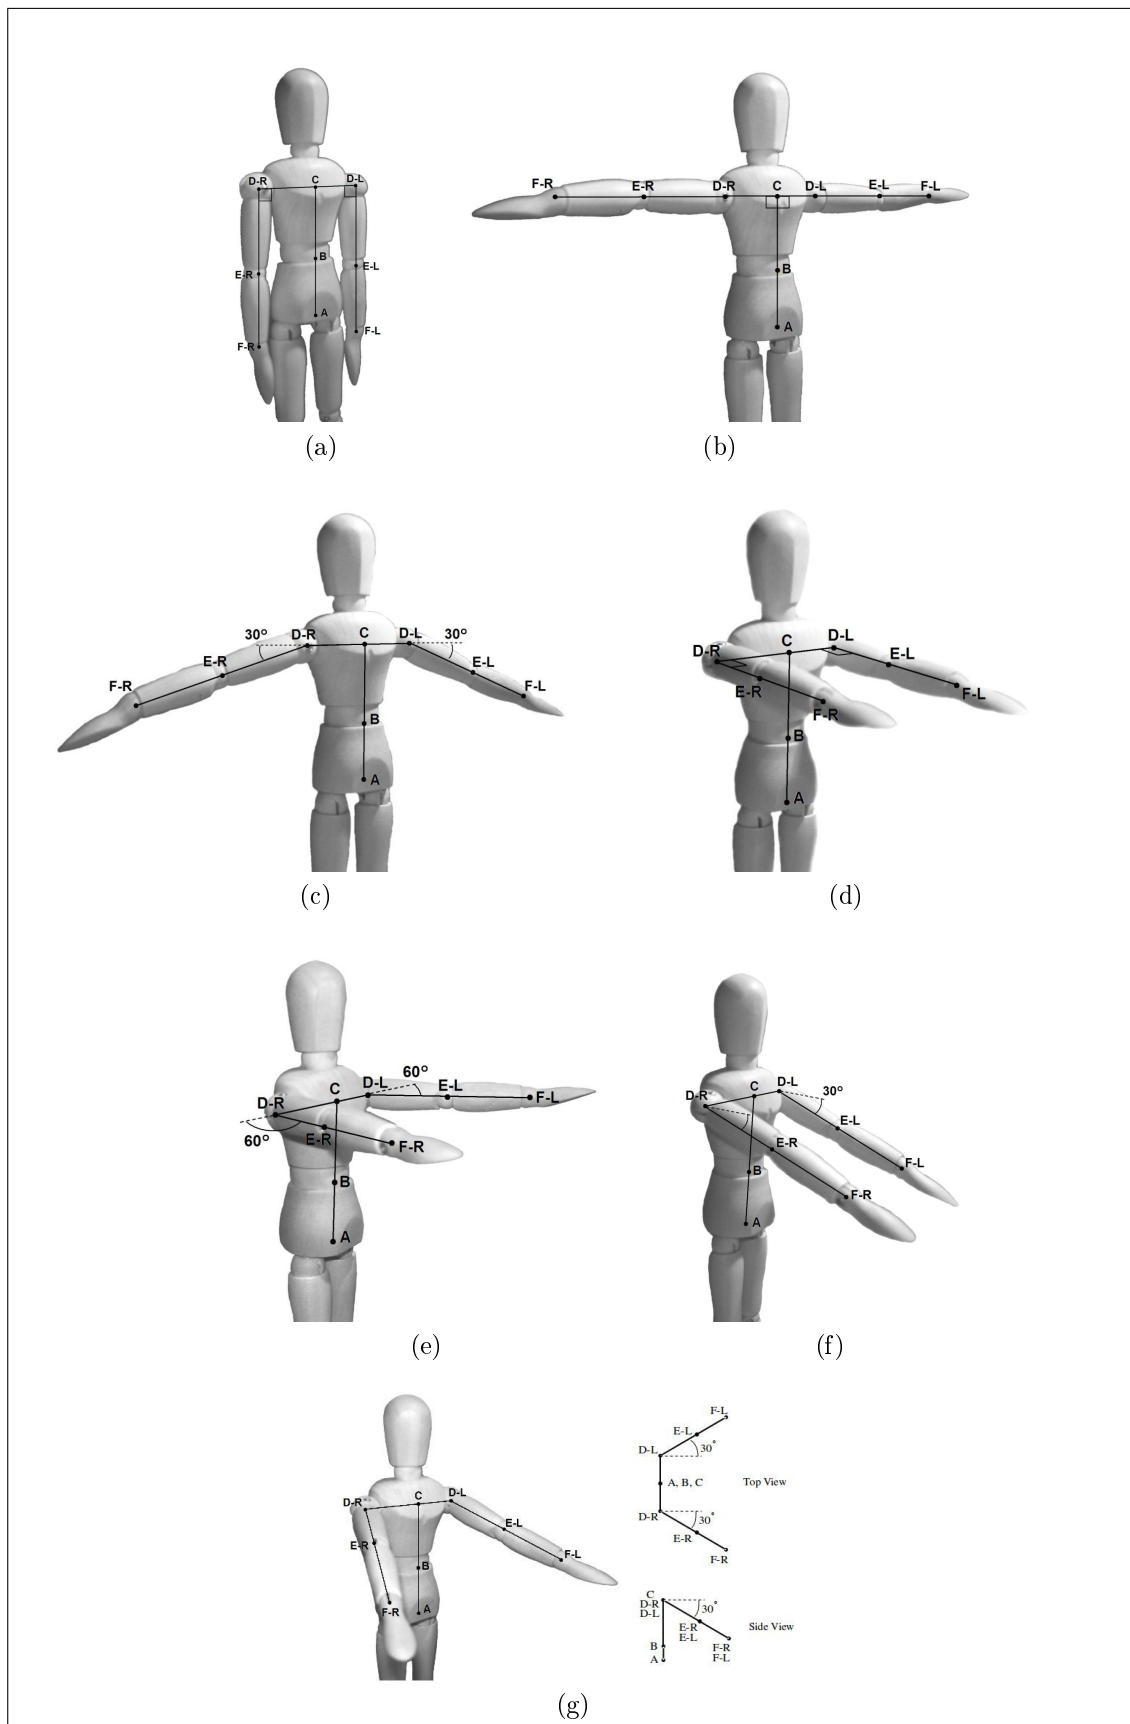 D-R C D-L
B
E-R E-L
A
F-L
F-R
(a)
F-R E-R D-R C D-L E-L F-L
B
A
(b)
30° D-R C D-L 30°
E-R E-L
F-R F-L
B
A
(c)
D-R C D-L
E-R E-L
F-R F-L
B
A
(d)
60°
D-R C D-L E-L F-L
60° E-R F-R
B
A
(e)
D-L
C
D-R 30°
E-L
E-R
F-L
B
F-R
A
(f)
D-R C D-L
E-R E-L
F-L
B
F-R A
F-L
E-L
D-L 30°
A, B, C Top View
D-R 30°
E-R
F-R
C
D-R 30°
D-L
E-R Side View
E-L
B F-R
A F-L
(g)